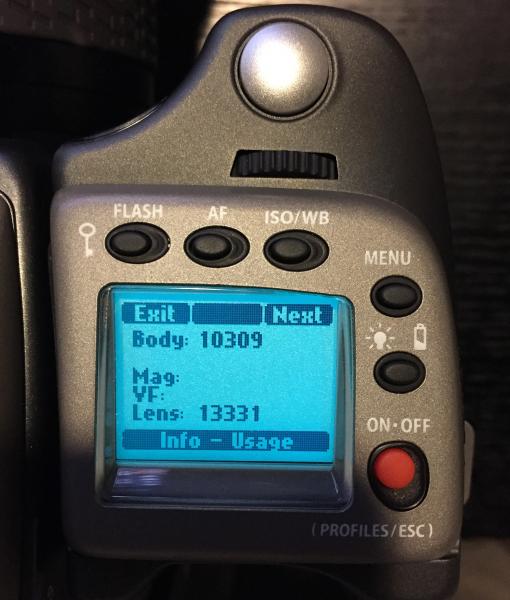 FLASH AF ISO/WB
MENU
Exit Next
Body: 10309
Mag:
VF:
Lens: 13331
Info - Usage
ON·OFF
(PROFILES/ESC)